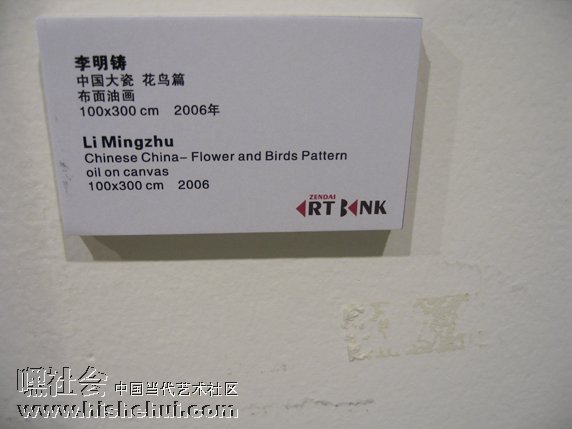 李明铸
中国大瓷 花鸟篇
布面油画
100x300 cm 2006年
Li Mingzhu
Chinese China– Flower and Birds Pattern
oil on canvas
100x300 cm 2006
ZENDAI
ART BANK
嘿社会 中国当代艺术社区
www.hishehui.com